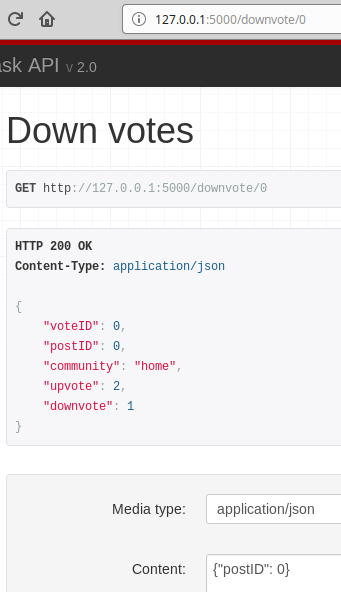 127.0.0.1:5000/downvote/0
ask API v 2.0
Down votes
GET http://127.0.0.1:5000/downvote/0
HTTP 200 OK
Content-Type: application/json
{
"voteID": 0,
"postID": 0,
"community": "home",
"upvote": 2,
"downvote": 1
}
Media type: application/json
Content: {"postID": 0}